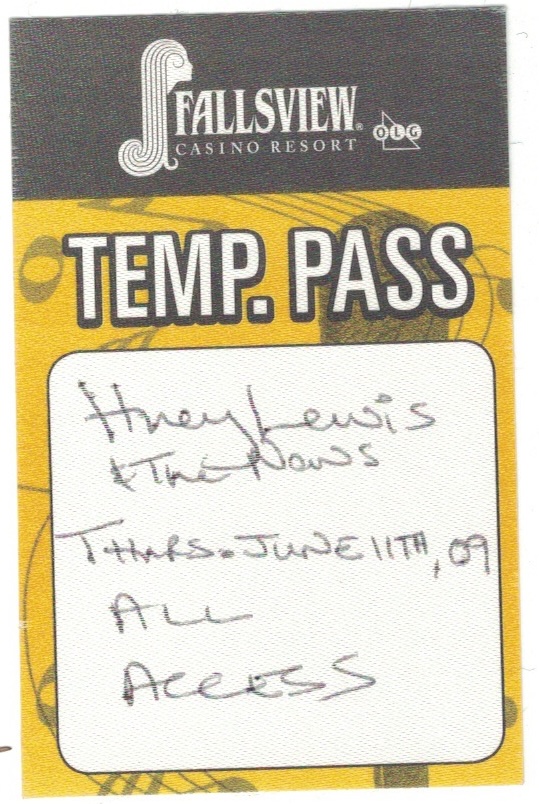 FALLSVIEW®
CASINO RESORT
OLG
TEMP. PASS
Huey Lewis
& The News
THURS. JUNE 11TH, 09
ALL
ACCESS